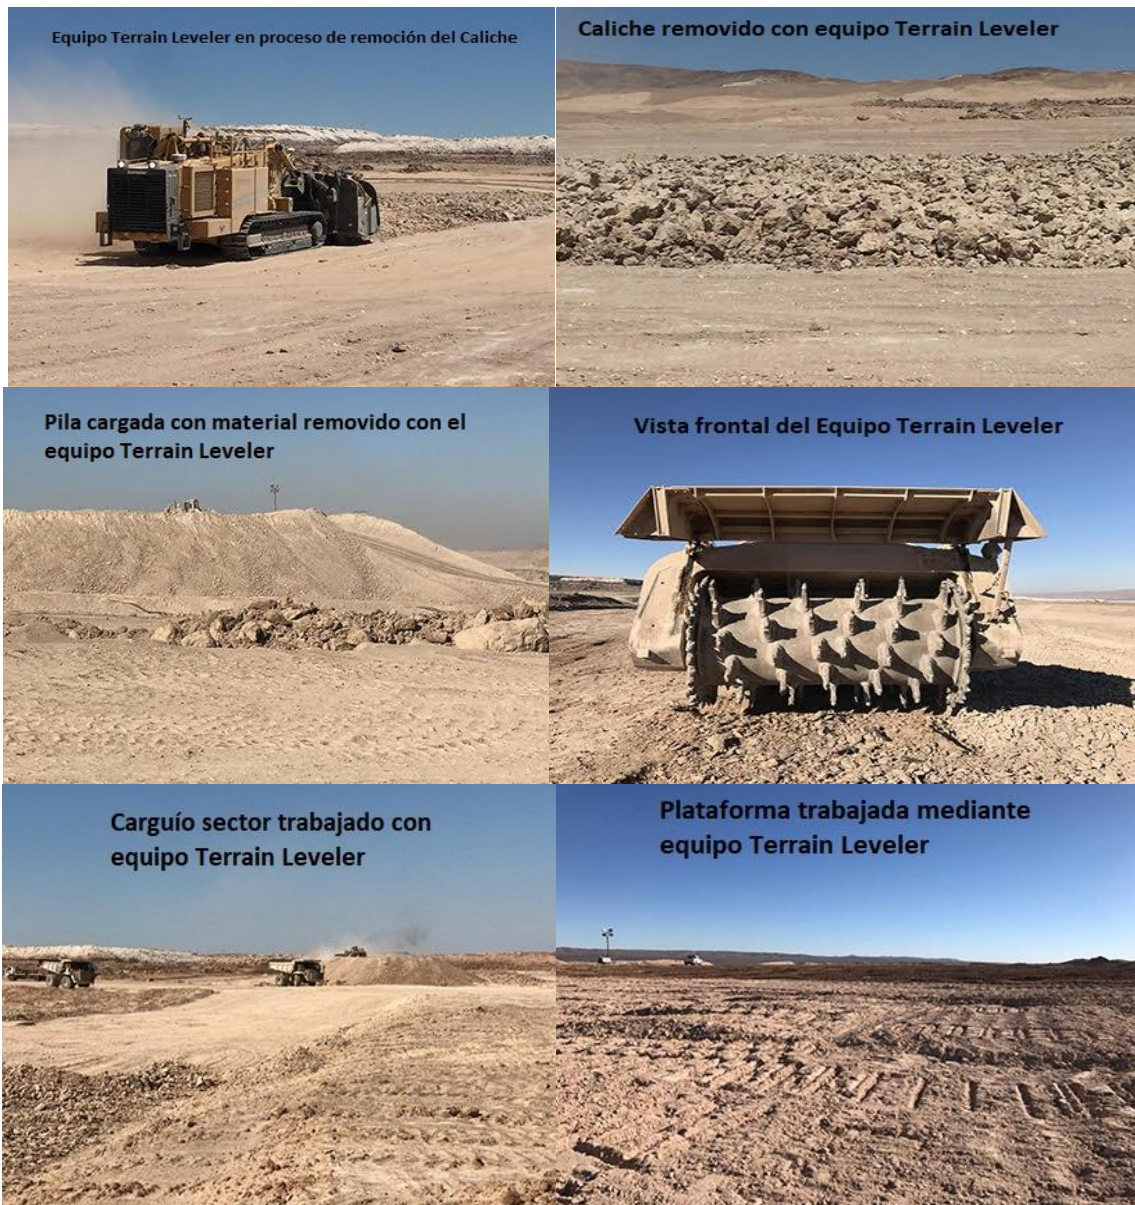 Equipo Terrain Leveler en proceso de remoción del Caliche
Caliche removido con equipo Terrain Leveler
Pila cargada con material removido con el
equipo Terrain Leveler
Vista frontal del Equipo Terrain Leveler
Carguío sector trabajado con
equipo Terrain Leveler
Plataforma trabajada mediante
equipo Terrain Leveler